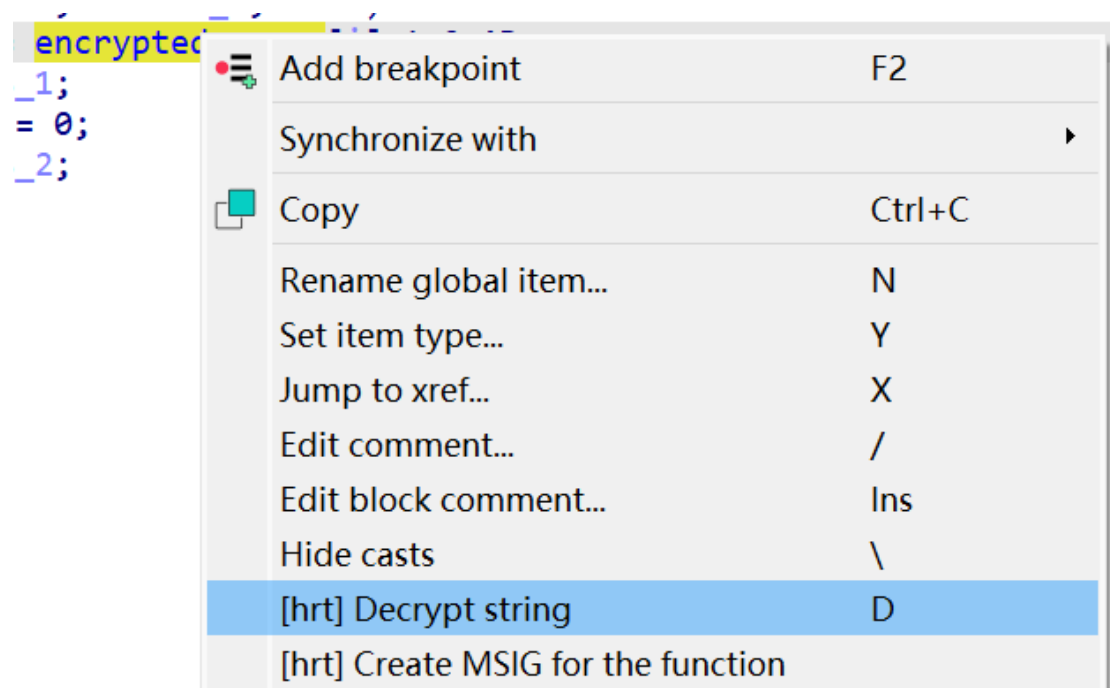 encrypted
_1;
= 0;
_2;
Add breakpoint F2
Synchronize with
Copy Ctrl+C
Rename global item... N
Set item type... Y
Jump to xref... X
Edit comment... /
Edit block comment... Ins
Hide casts \
[hrt] Decrypt string D
[hrt] Create MSIG for the function